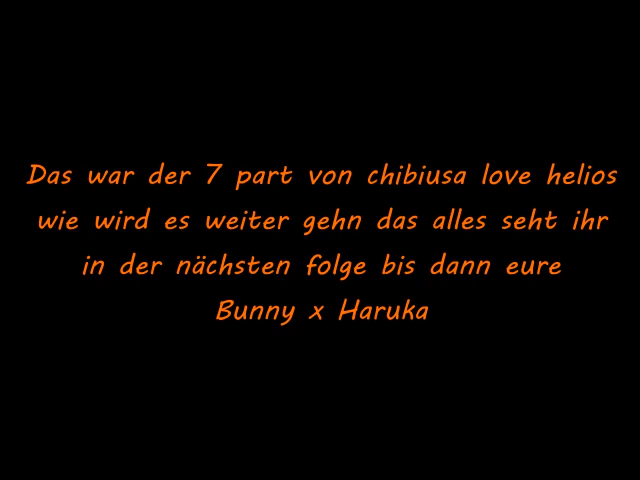 Das war der 7 part von chibiusa love helios
wie wird es weiter gehn das alles seht ihr
in der nächsten folge bis dann eure
Bunny x Haruka